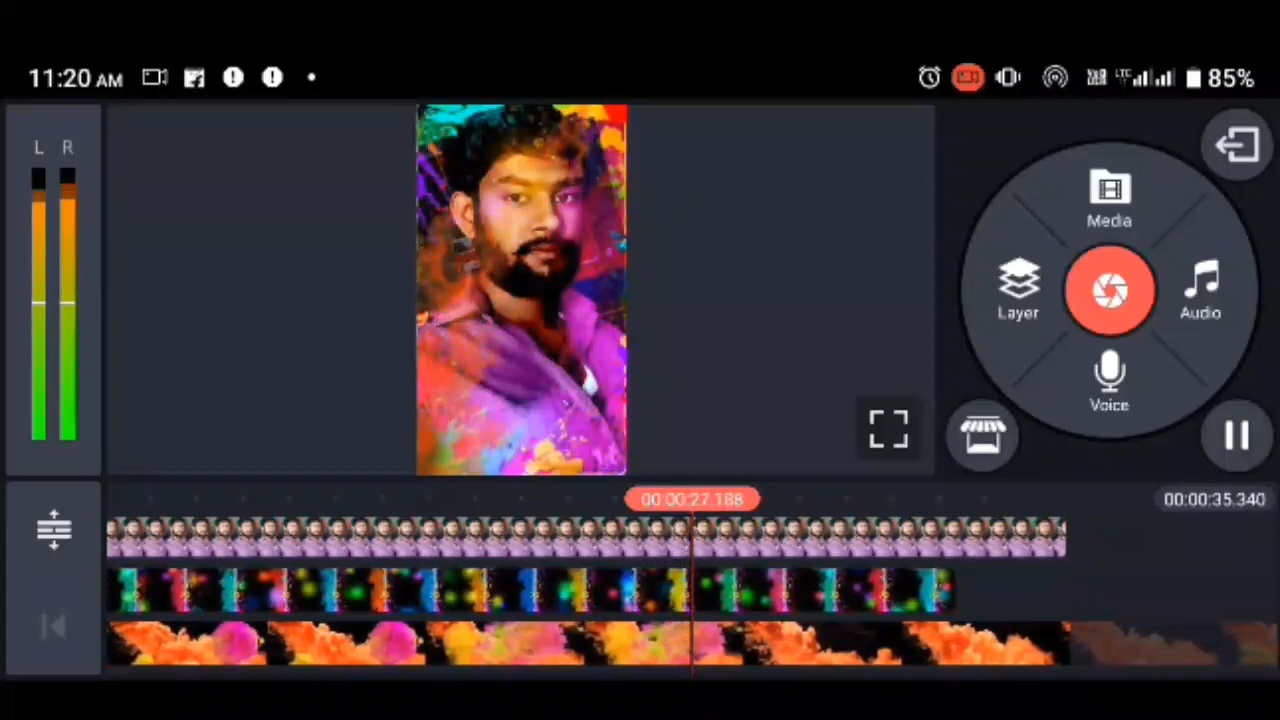 11:20 AM
85%
L R
Media
Layer
Audio
Voice
00:00:27.188
00:00:35.340